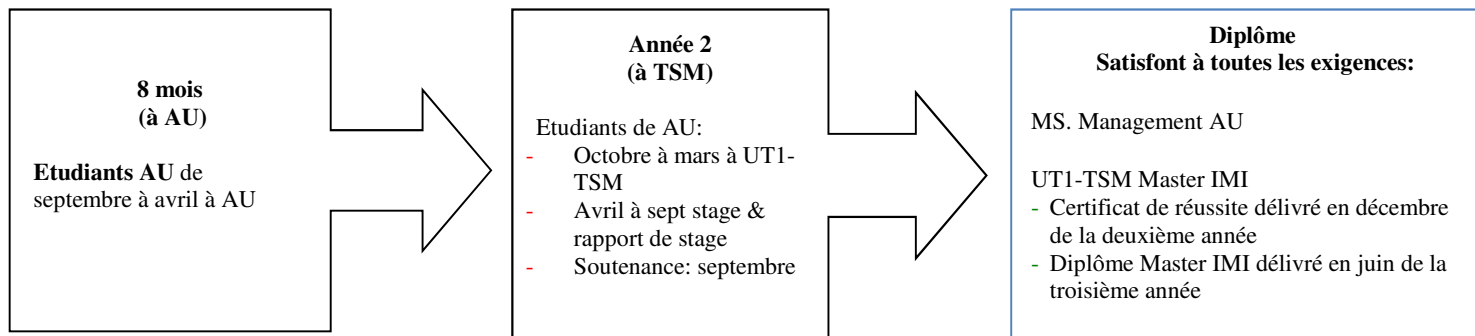 8 mois
(à AU)
Etudiants AU de
septembre à avril à AU
Année 2
(à TSM)
Etudiants de AU:
- Octobre à mars à UT1-
TSM
- Avril à sept stage &
rapport de stage
- Soutenance: septembre
Diplôme
Satisfont à toutes les exigences:
MS. Management AU
UT1-TSM Master IMI
- Certificat de réussite délivré en décembre
de la deuxième année
- Diplôme Master IMI délivré en juin de la
troisième année